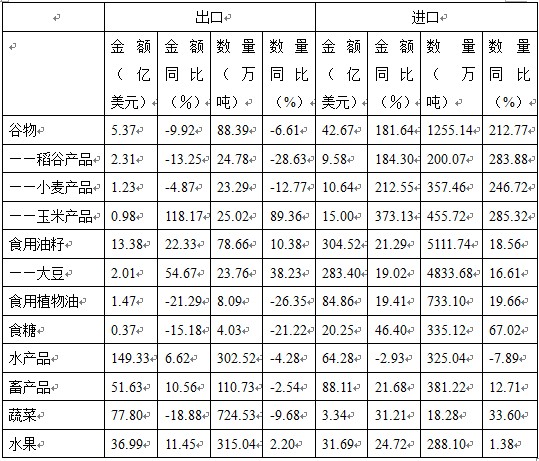 出口 进口
金额（亿美元） 金额同比（％） 数量（万吨） 数量同比（%） 金额（亿美元） 金额同比（％） 数量（万吨） 数量同比（%）
谷物 5.37 -9.92 88.39 -6.61 42.67 181.64 1255.14 212.77
——稻谷产品 2.31 -13.25 24.78 -28.63 9.58 184.30 200.07 283.88
——小麦产品 1.23 -4.87 23.29 -12.77 10.64 212.55 357.46 246.72
——玉米产品 0.98 118.17 25.02 89.36 15.00 373.13 455.72 285.32
食用油籽 13.38 22.33 78.66 10.38 304.52 21.29 5111.74 18.56
——大豆 2.01 54.67 23.76 38.23 283.40 19.02 4833.68 16.61
食用植物油 1.47 -21.29 8.09 -26.35 84.86 19.41 733.10 19.66
食糖 0.37 -15.18 4.03 -21.22 20.25 46.40 335.12 67.02
水产品 149.33 6.62 302.52 -4.28 64.28 -2.93 325.04 -7.89
畜产品 51.63 10.56 110.73 -2.54 88.11 21.68 381.22 12.71
蔬菜 77.80 -18.88 724.53 -9.68 3.34 31.21 18.28 33.60
水果 36.99 11.45 315.04 2.20 31.69 24.72 288.10 1.38